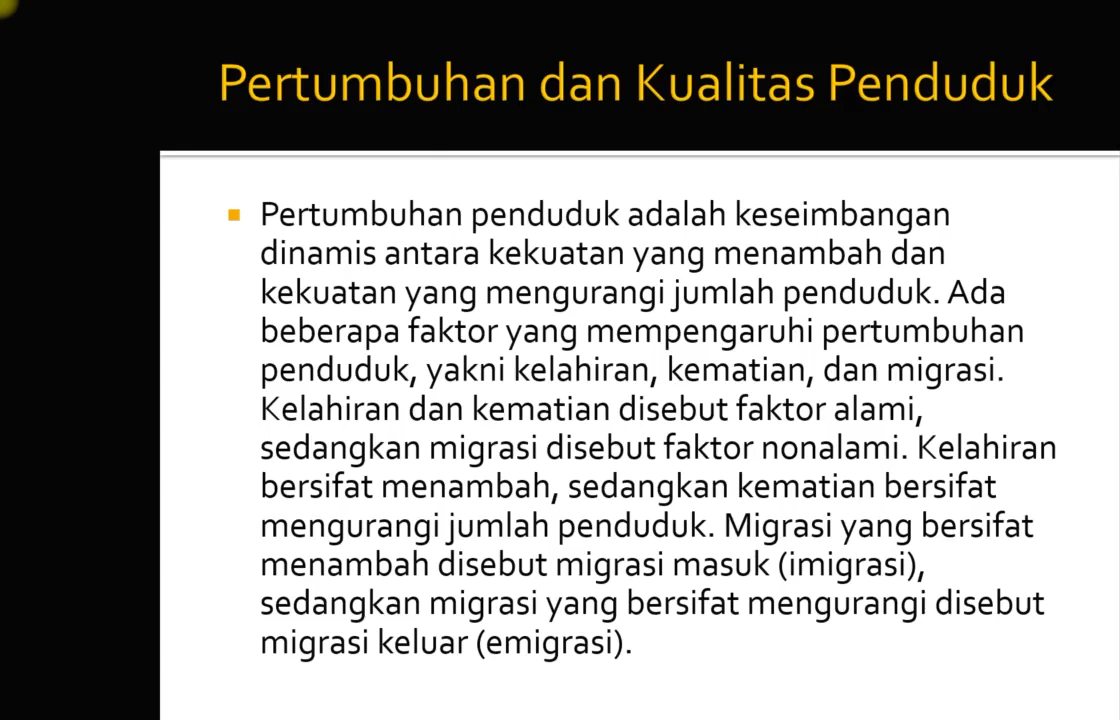 Pertumbuhan dan Kualitas Penduduk
Pertumbuhan penduduk adalah keseimbangan
dinamis antara kekuatan yang menambah dan
kekuatan yang mengurangi jumlah penduduk. Ada
beberapa faktor yang mempengaruhi pertumbuhan
penduduk, yakni kelahiran, kematian, dan migrasi.
Kelahiran dan kematian disebut faktor alami,
sedangkan migrasi disebut faktor nonalami. Kelahiran
bersifat menambah, sedangkan kematian bersifat
mengurangi jumlah penduduk. Migrasi yang bersifat
menambah disebut migrasi masuk (imigrasi),
sedangkan migrasi yang bersifat mengurangi disebut
migrasi keluar (emigrasi).